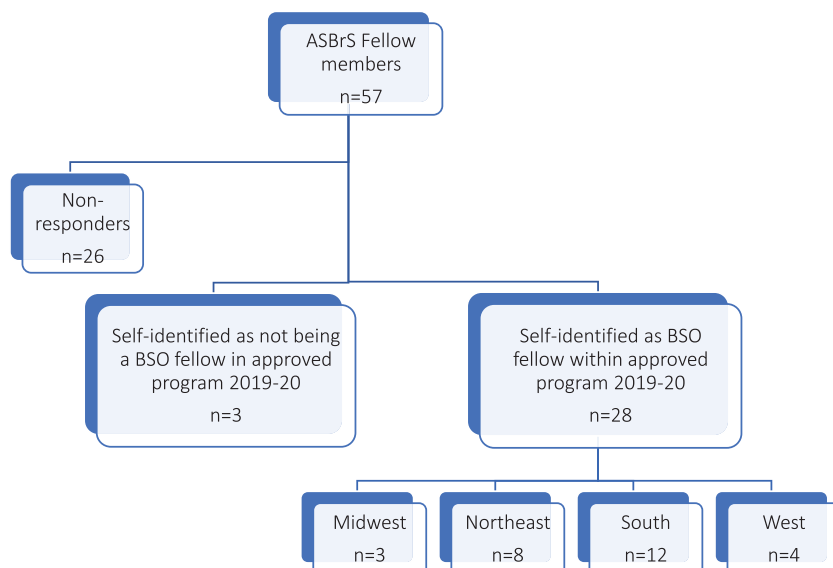 ASBrS Fellow
members
n=57
Non-
responders
n=26
Self-identified as not being
a BSO fellow in approved
program 2019-20
n=3
Self-identified as BSO
fellow within approved
program 2019-20
n=28
Midwest
n=3
Northeast
n=8
South
n=12
West
n=4